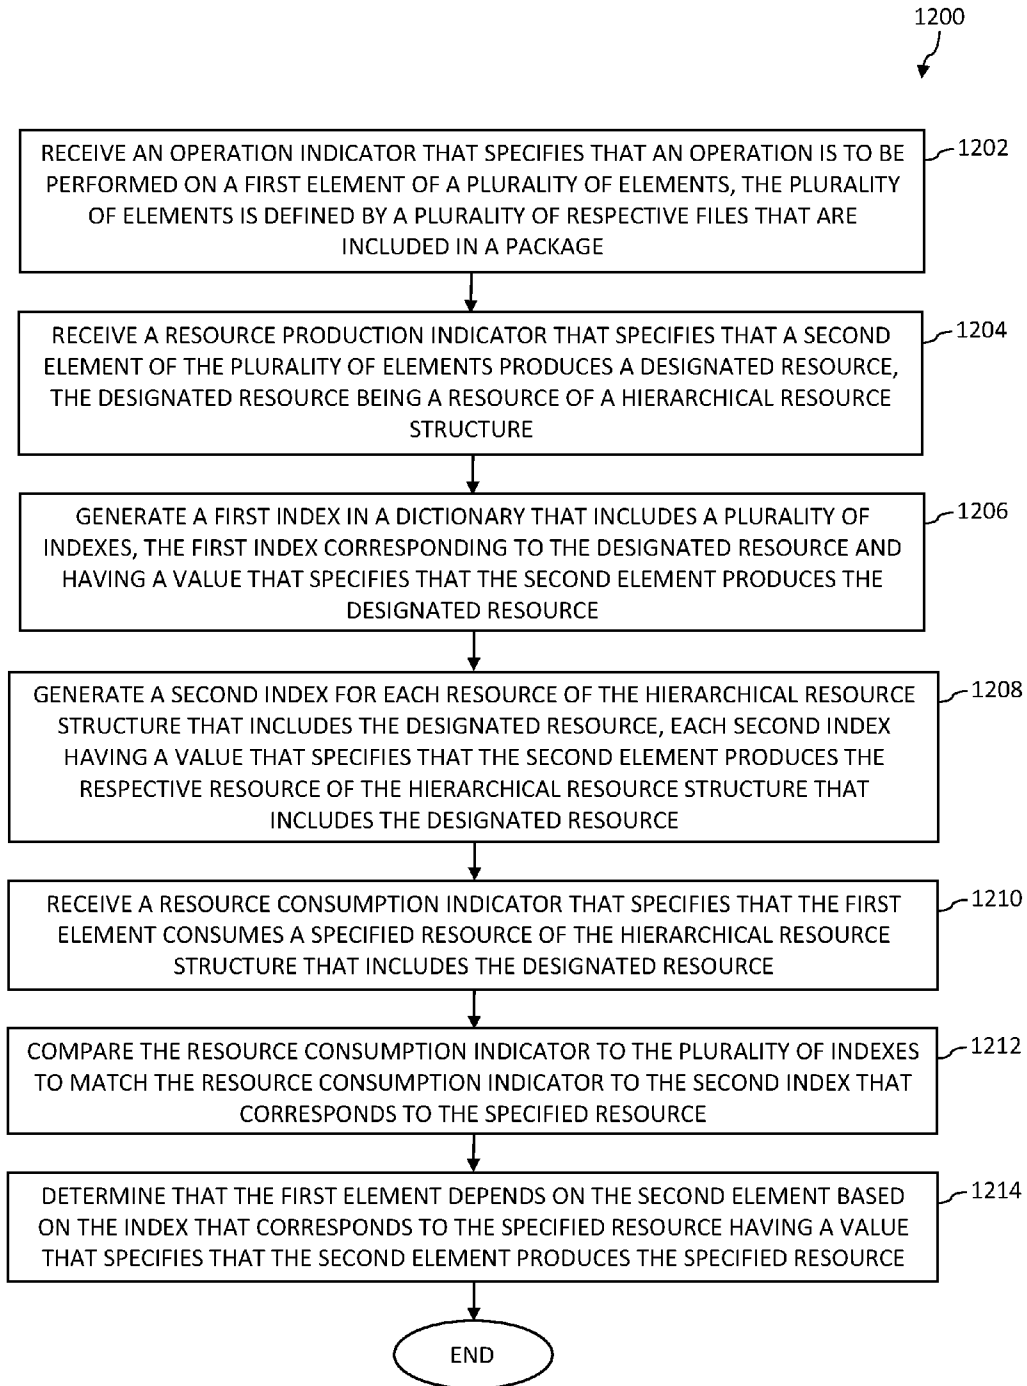 1200
RECEIVE AN OPERATION INDICATOR THAT SPECIFIES THAT AN OPERATION IS TO BE
PERFORMED ON A FIRST ELEMENT OF A PLURALITY OF ELEMENTS, THE PLURALITY
OF ELEMENTS IS DEFINED BY A PLURALITY OF RESPECTIVE FILES THAT ARE
INCLUDED IN A PACKAGE
1202
RECEIVE A RESOURCE PRODUCTION INDICATOR THAT SPECIFIES THAT A SECOND
ELEMENT OF THE PLURALITY OF ELEMENTS PRODUCES A DESIGNATED RESOURCE,
THE DESIGNATED RESOURCE BEING A RESOURCE OF A HIERARCHICAL RESOURCE
STRUCTURE
1204
GENERATE A FIRST INDEX IN A DICTIONARY THAT INCLUDES A PLURALITY OF
INDEXES, THE FIRST INDEX CORRESPONDING TO THE DESIGNATED RESOURCE AND
HAVING A VALUE THAT SPECIFIES THAT THE SECOND ELEMENT PRODUCES THE
DESIGNATED RESOURCE
1206
GENERATE A SECOND INDEX FOR EACH RESOURCE OF THE HIERARCHICAL RESOURCE
STRUCTURE THAT INCLUDES THE DESIGNATED RESOURCE, EACH SECOND INDEX
HAVING A VALUE THAT SPECIFIES THAT THE SECOND ELEMENT PRODUCES THE
RESPECTIVE RESOURCE OF THE HIERARCHICAL RESOURCE STRUCTURE THAT
INCLUDES THE DESIGNATED RESOURCE
1208
RECEIVE A RESOURCE CONSUMPTION INDICATOR THAT SPECIFIES THAT THE FIRST
ELEMENT CONSUMES A SPECIFIED RESOURCE OF THE HIERARCHICAL RESOURCE
STRUCTURE THAT INCLUDES THE DESIGNATED RESOURCE
1210
COMPARE THE RESOURCE CONSUMPTION INDICATOR TO THE PLURALITY OF INDEXES
TO MATCH THE RESOURCE CONSUMPTION INDICATOR TO THE SECOND INDEX THAT
CORRESPONDS TO THE SPECIFIED RESOURCE
1212
DETERMINE THAT THE FIRST ELEMENT DEPENDS ON THE SECOND ELEMENT BASED
ON THE INDEX THAT CORRESPONDS TO THE SPECIFIED RESOURCE HAVING A VALUE
THAT SPECIFIES THAT THE SECOND ELEMENT PRODUCES THE SPECIFIED RESOURCE
1214
END